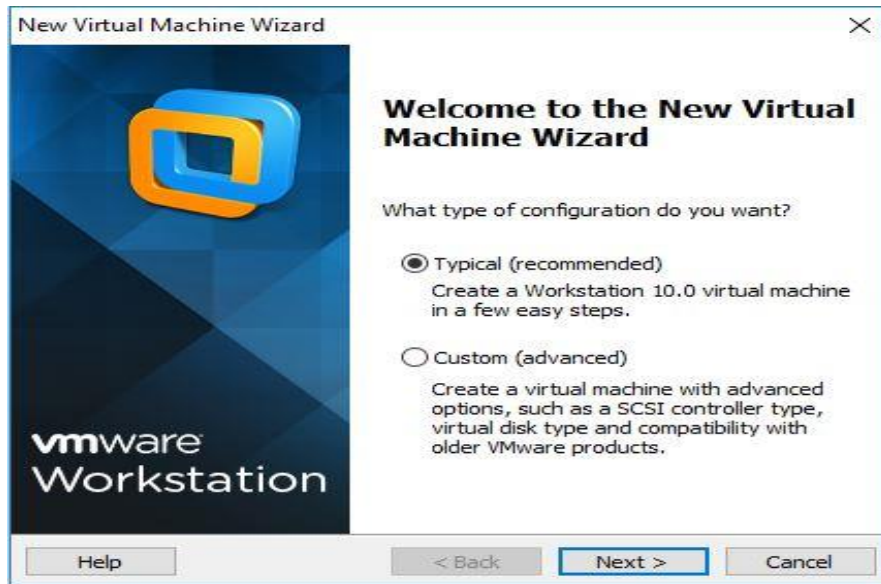 New Virtual Machine Wizard
Welcome to the New Virtual
Machine Wizard
What type of configuration do you want?
Typical (recommended)
Create a Workstation 10.0 virtual machine
in a few easy steps.
Custom (advanced)
Create a virtual machine with advanced
options, such as a SCSI controller type,
virtual disk type and compatibility with
older VMware products.
vmware
Workstation
Help
< Back
Next >
Cancel